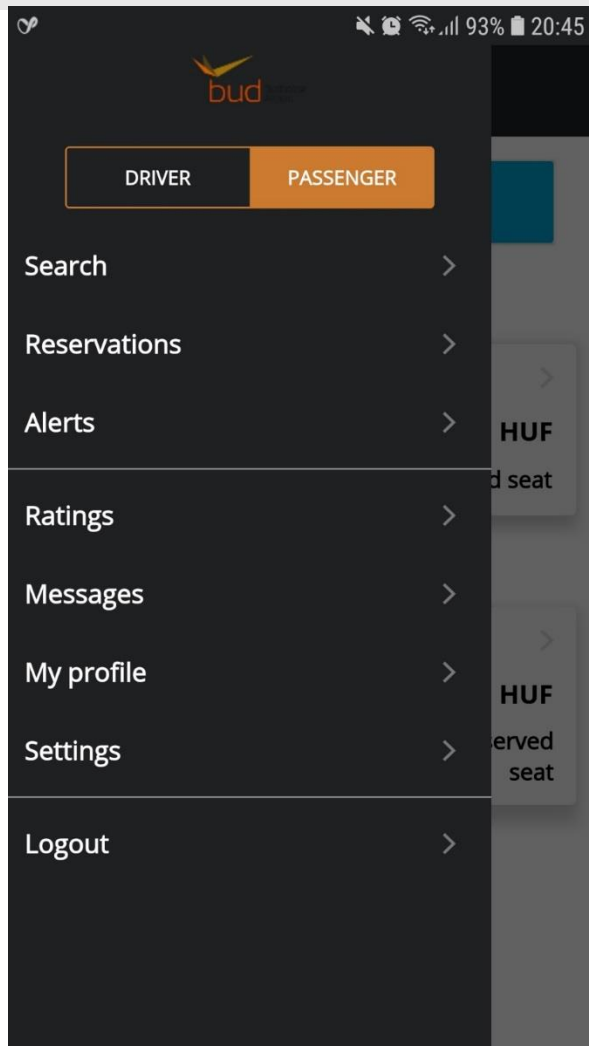 93% 20:45
bud
DRIVER PASSENGER
Search
Reservations
Alerts
HUF
d seat
Ratings
Messages
My profile
HUF
Settings
erved
seat
Logout